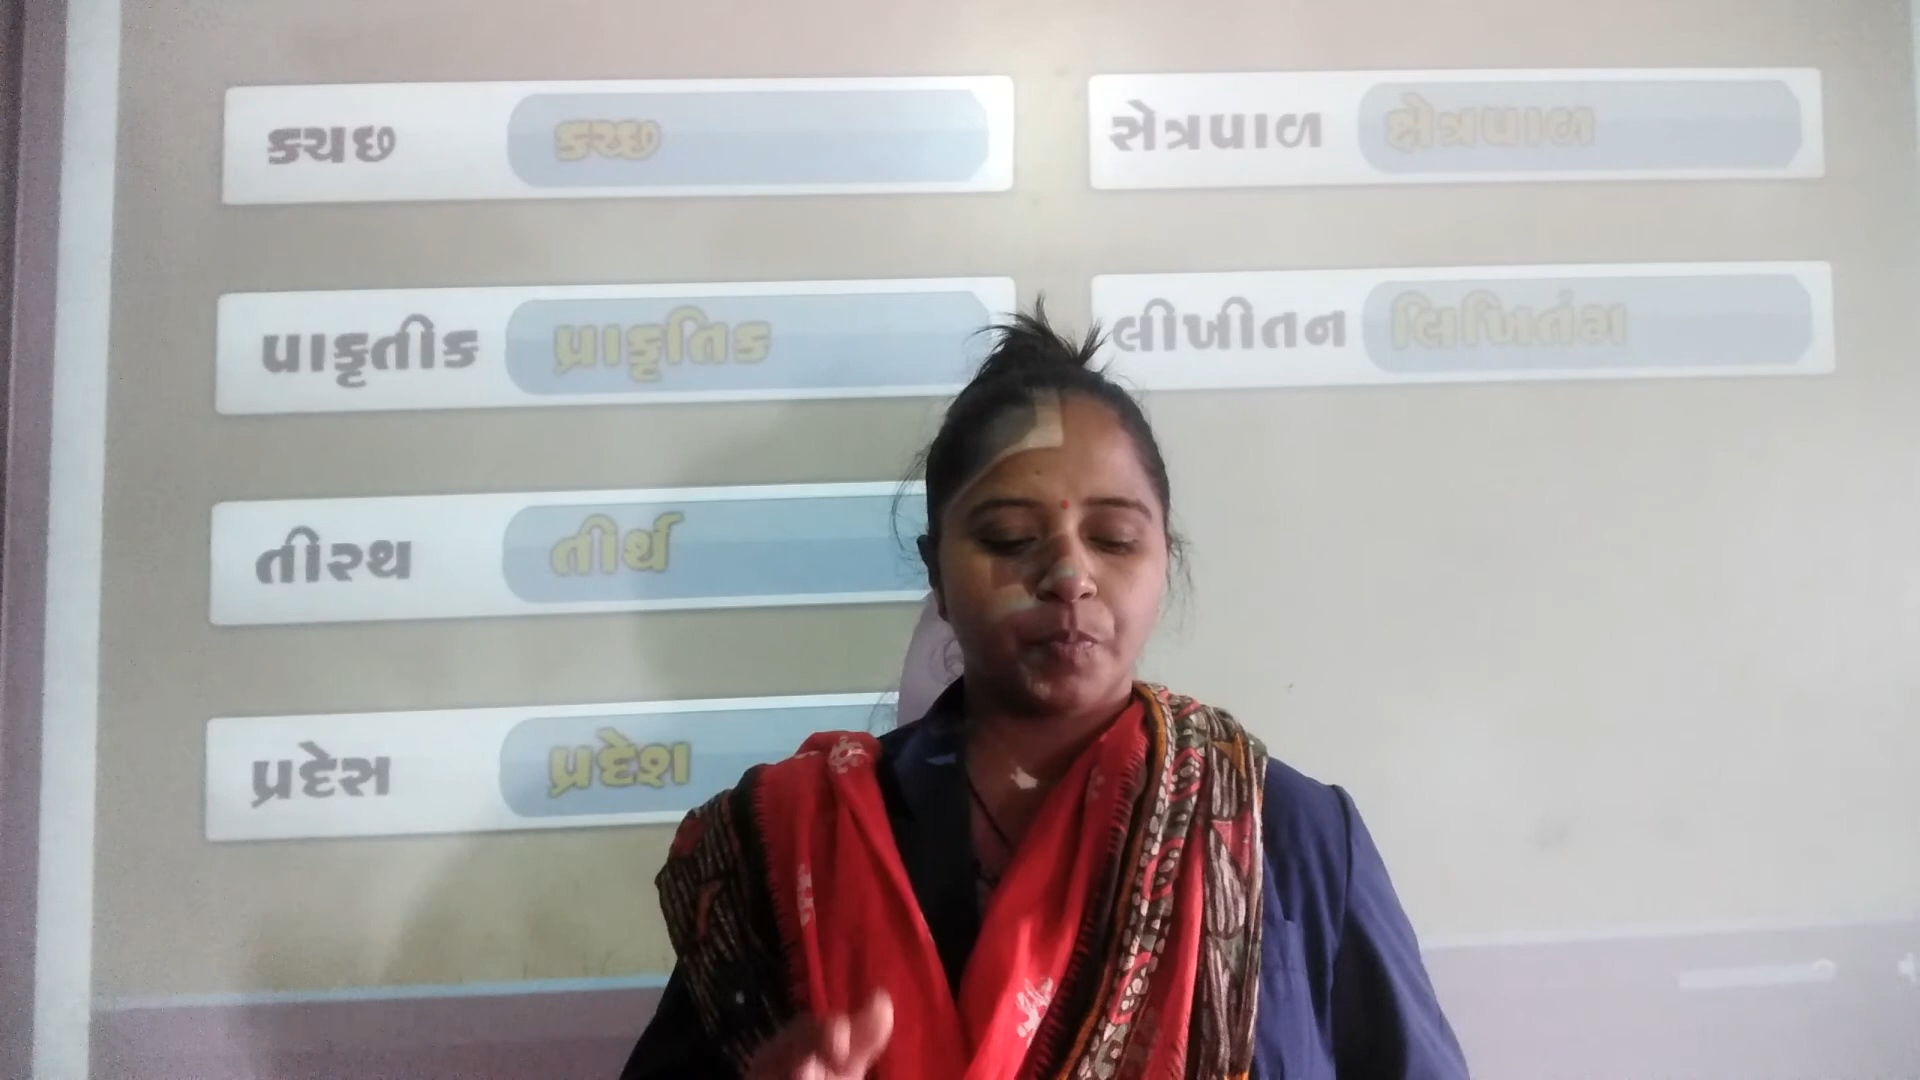 કચછ કચ્છ
પાકૃતીક પ્રાકૃતિક
તીરથ તીર્થ
પ્રદેસ પ્રદેશ
સેત્રપાળ ક્ષેત્રપાળ
લીખીતન લિખિતંગ